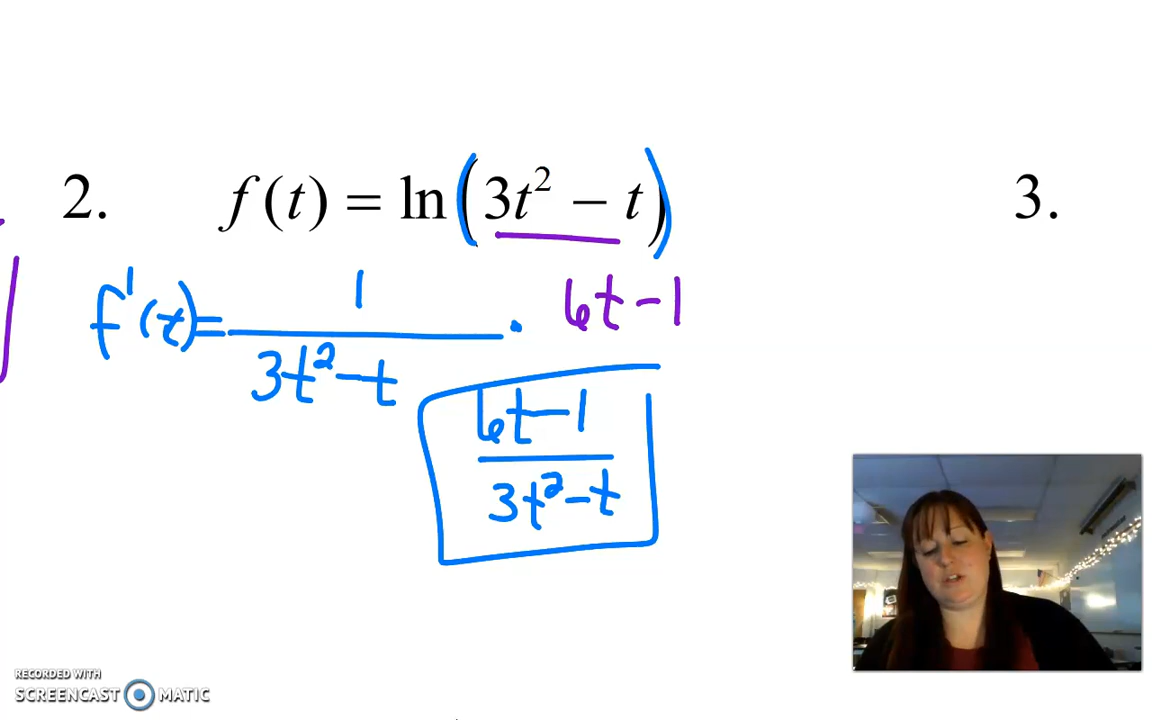 2. f(t) = ln(3t² − t) 3.
f'(t) = 1/(3t² − t) · 6t − 1
(6t − 1)/(3t² − t)
RECORDED WITH
SCREENCAST MATIC